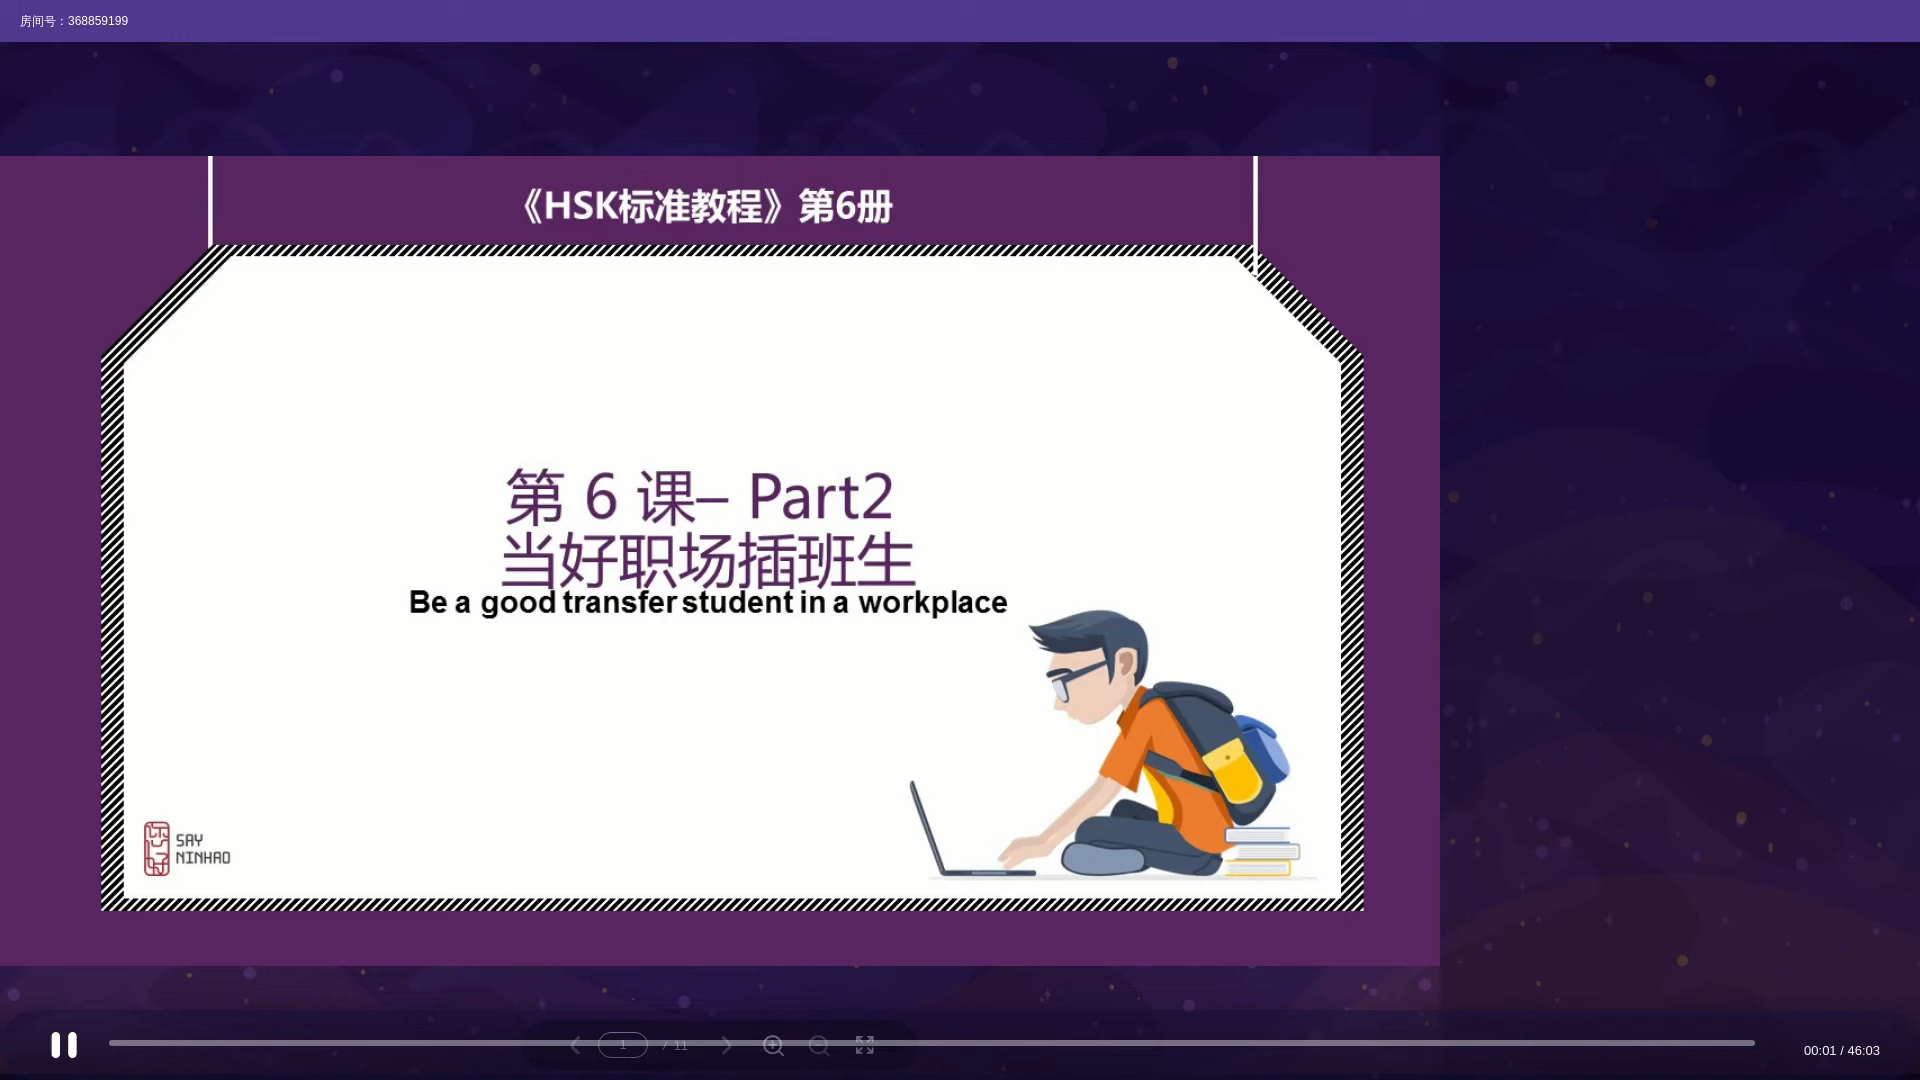 房间号：368859199
《HSK标准教程》第6册
第 6 课– Part2
当好职场插班生
Be a good transfer student in a workplace
SAY
NINHAO
1 / 11
00:01 / 46:03